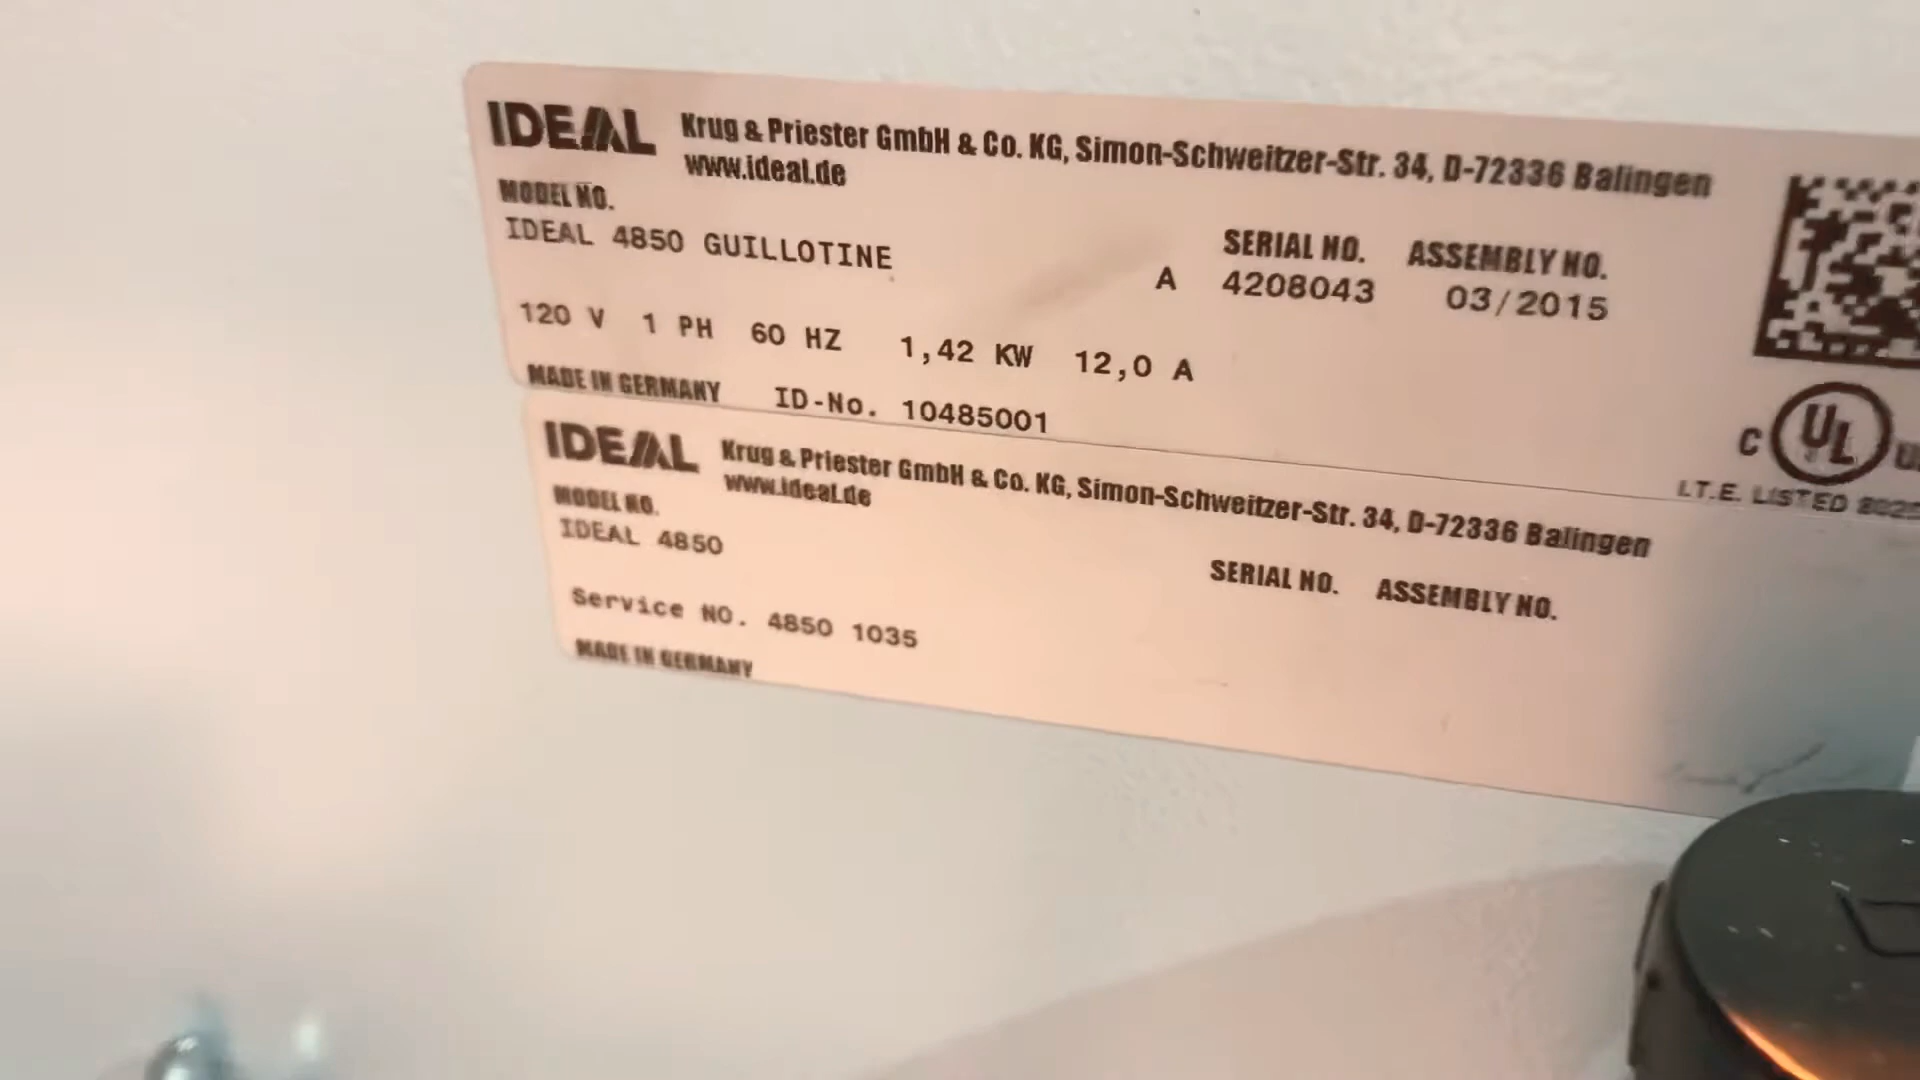 IDEAL Krug & Priester GmbH & Co. KG, Simon-Schweitzer-Str. 34, D-72336 Balingen
www.ideal.de
MODEL NO. SERIAL NO. ASSEMBLY NO.
IDEAL 4850 GUILLOTINE A 4208043 03/2015
120 V 1 PH 60 HZ 1,42 KW 12,0 A
MADE IN GERMANY ID-No. 10485001
C UL
I.T.E. LISTED
IDEAL Krug & Priester GmbH & Co. KG, Simon-Schweitzer-Str. 34, D-72336 Balingen
www.ideal.de
MODEL NO. SERIAL NO. ASSEMBLY NO.
IDEAL 4850
Service NO. 4850 1035
MADE IN GERMANY